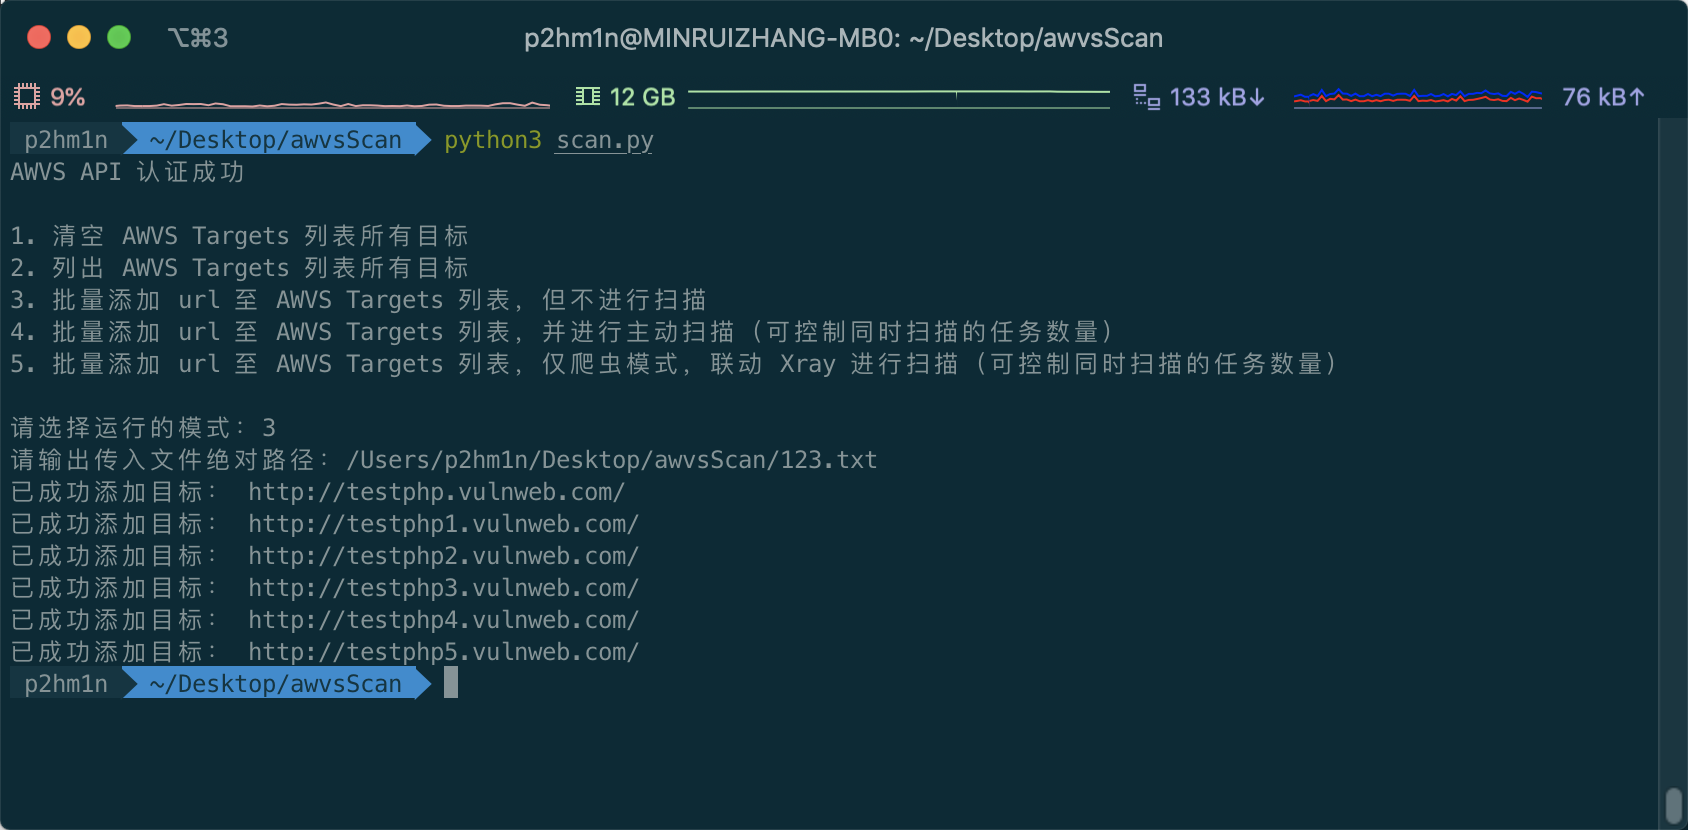 ⌥⌘3
p2hm1n@MINRUIZHANG-MB0: ~/Desktop/awvsScan
9% 12 GB 133 kB↓ 76 kB↑
p2hm1n ~/Desktop/awvsScan python3 scan.py
AWVS API 认证成功
1. 清空 AWVS Targets 列表所有目标
2. 列出 AWVS Targets 列表所有目标
3. 批量添加 url 至 AWVS Targets 列表，但不进行扫描
4. 批量添加 url 至 AWVS Targets 列表，并进行主动扫描（可控制同时扫描的任务数量）
5. 批量添加 url 至 AWVS Targets 列表，仅爬虫模式，联动 Xray 进行扫描（可控制同时扫描的任务数量）
请选择运行的模式：3
请输出传入文件绝对路径：/Users/p2hm1n/Desktop/awvsScan/123.txt
已成功添加目标： http://testphp.vulnweb.com/
已成功添加目标： http://testphp1.vulnweb.com/
已成功添加目标： http://testphp2.vulnweb.com/
已成功添加目标： http://testphp3.vulnweb.com/
已成功添加目标： http://testphp4.vulnweb.com/
已成功添加目标： http://testphp5.vulnweb.com/
p2hm1n ~/Desktop/awvsScan